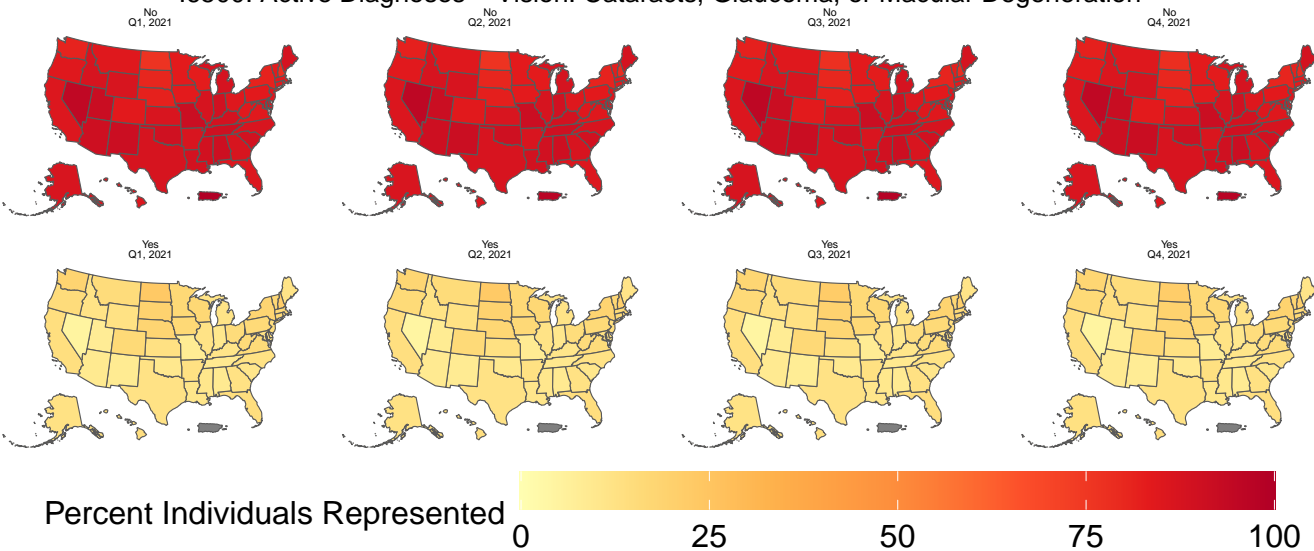 No No No No
Q1, 2021 Q2, 2021 Q3, 2021 Q4, 2021
Yes Yes Yes Yes
Q1, 2021 Q2, 2021 Q3, 2021 Q4, 2021
Percent Individuals Represented
0 25 50 75 100